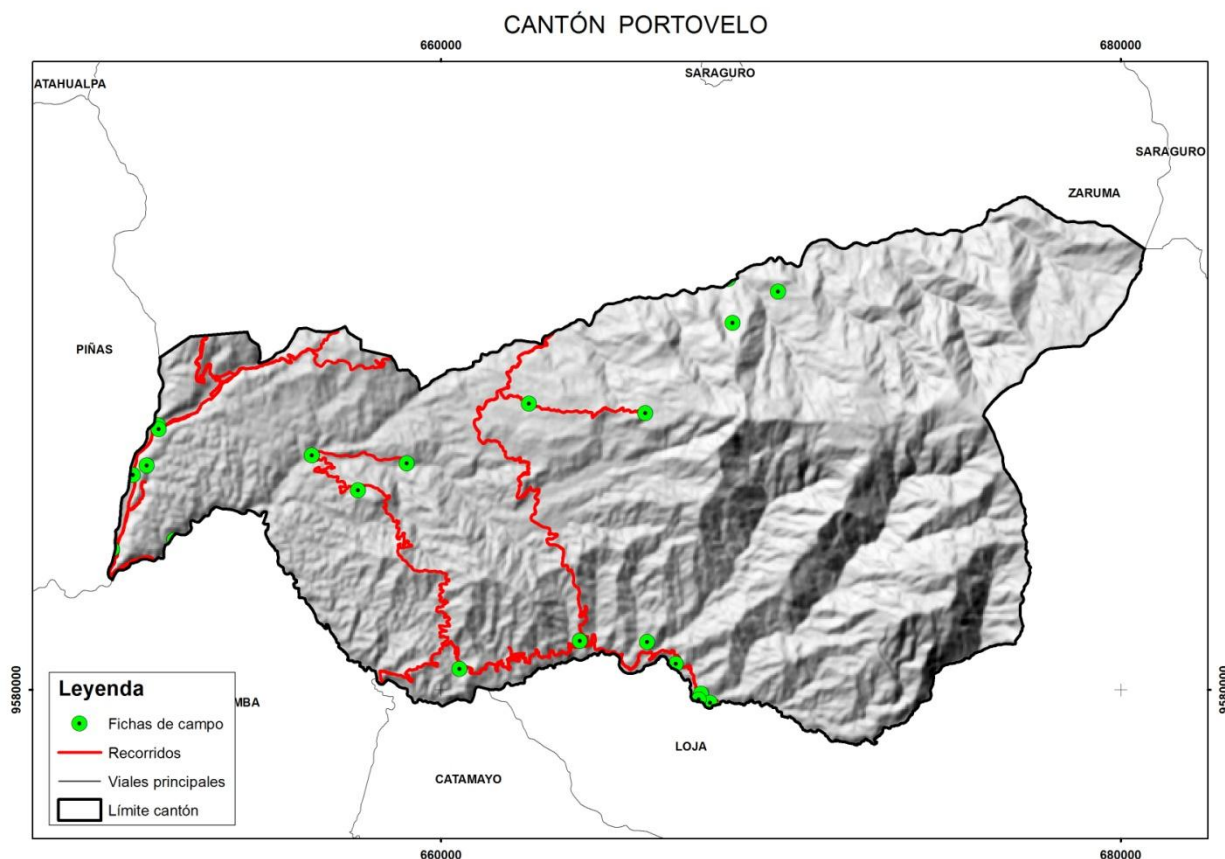 CANTÓN PORTOVELO
660000
680000
ATAHUALPA
SARAGURO
SARAGURO
ZARUMA
PIÑAS
9580000
9580000
Leyenda
Fichas de campo
Recorridos
Viales principales
Límite cantón
MBA
LOJA
CATAMAYO
660000
680000